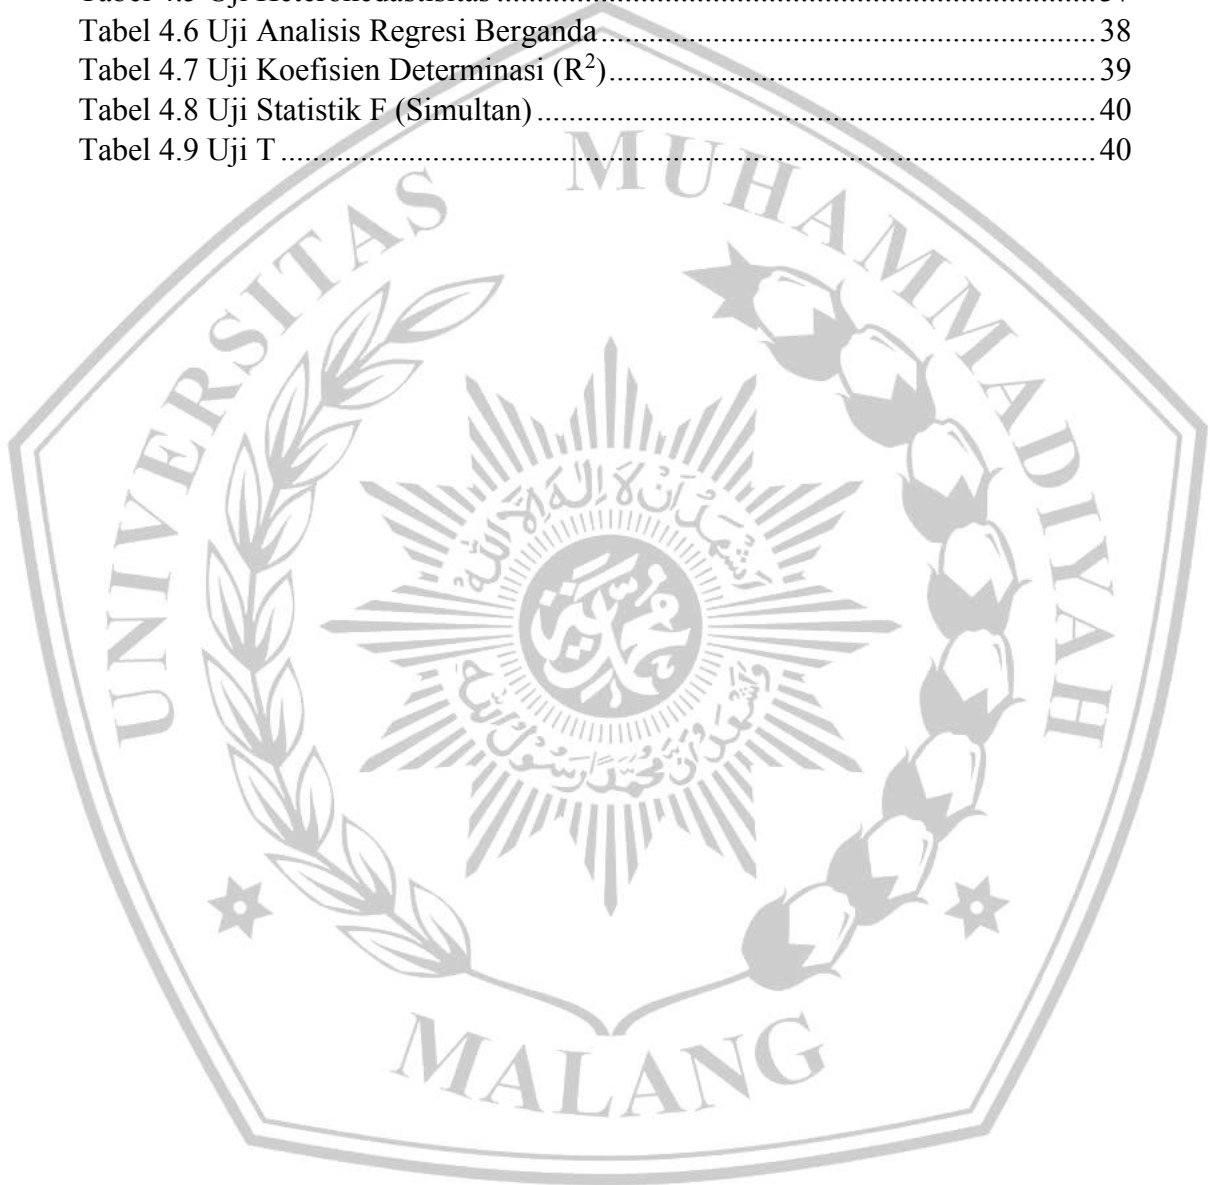 Tabel 4.6 Uji Analisis Regresi Berganda 38
Tabel 4.7 Uji Koefisien Determinasi (R²) 39
Tabel 4.8 Uji Statistik F (Simultan) 40
Tabel 4.9 Uji T 40
UNIVERSITAS MUHAMMADIYAH
MALANG